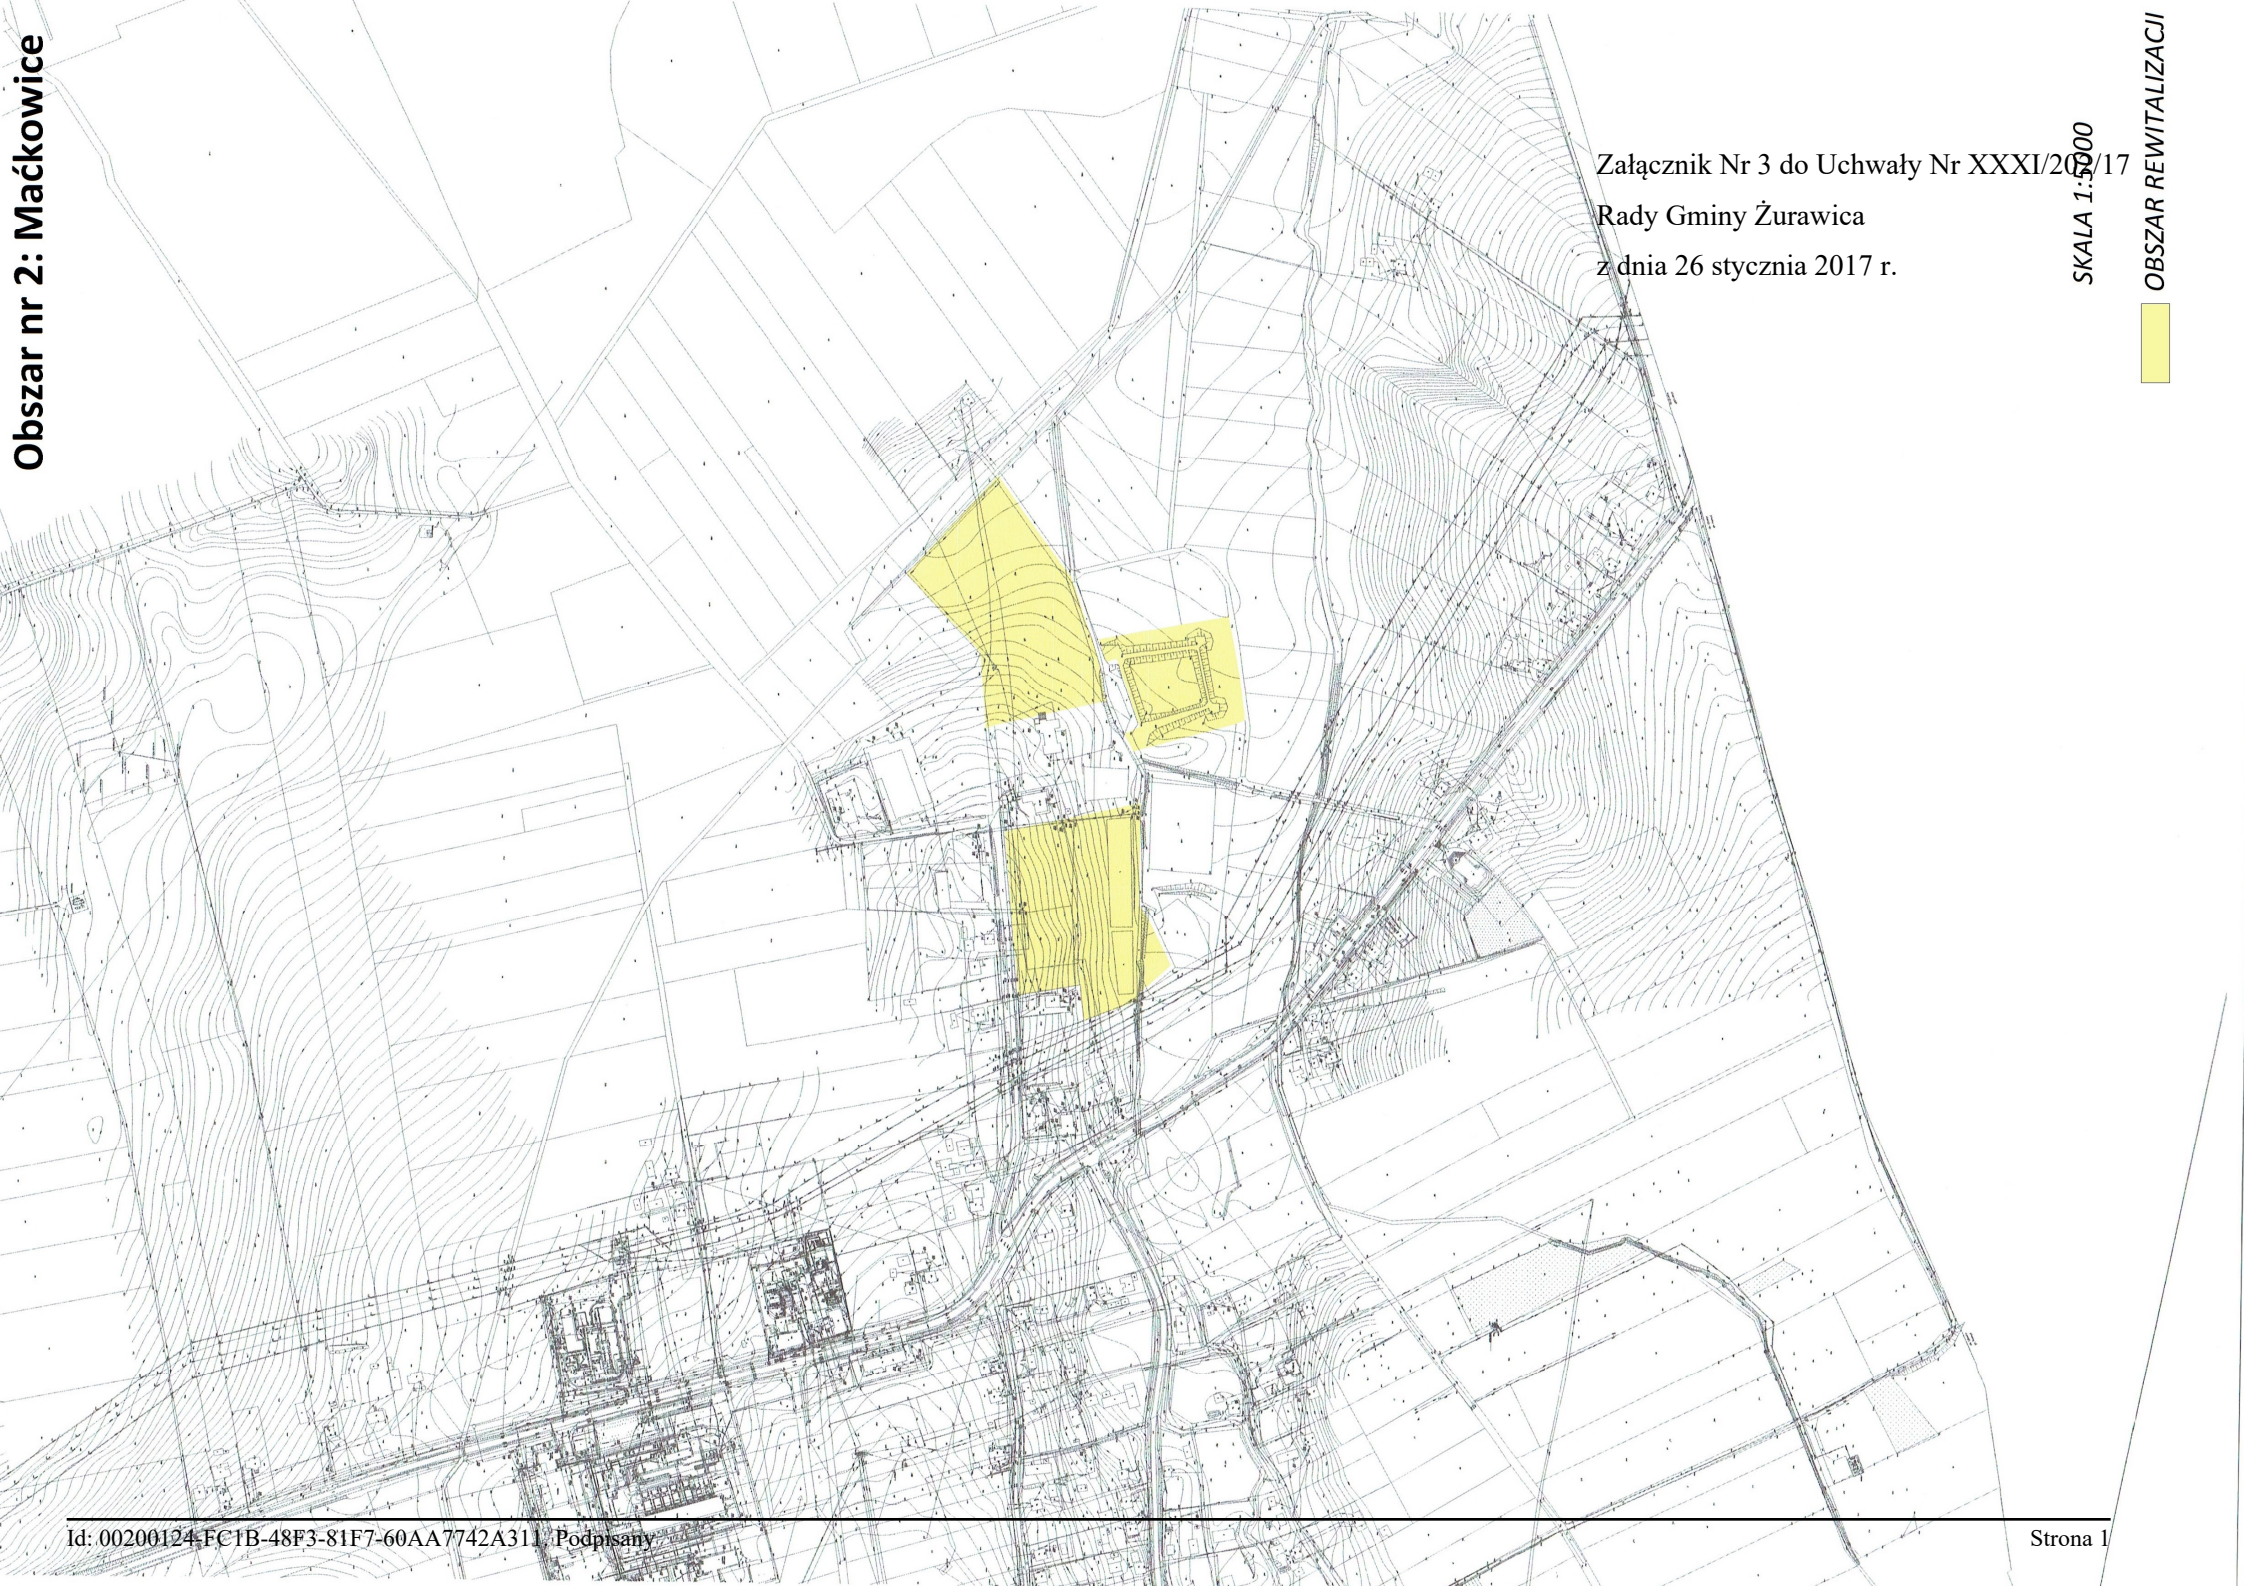 Obszar nr 2: Maćkowice
Załącznik Nr 3 do Uchwały Nr XXXI/202/17
Rady Gminy Żurawica
z dnia 26 stycznia 2017 r.
SKALA 1:5000
OBSZAR REWITALIZACJI
Id: 00200124-FC1B-48F3-81F7-60AA7742A311. Podpisany
Strona 1